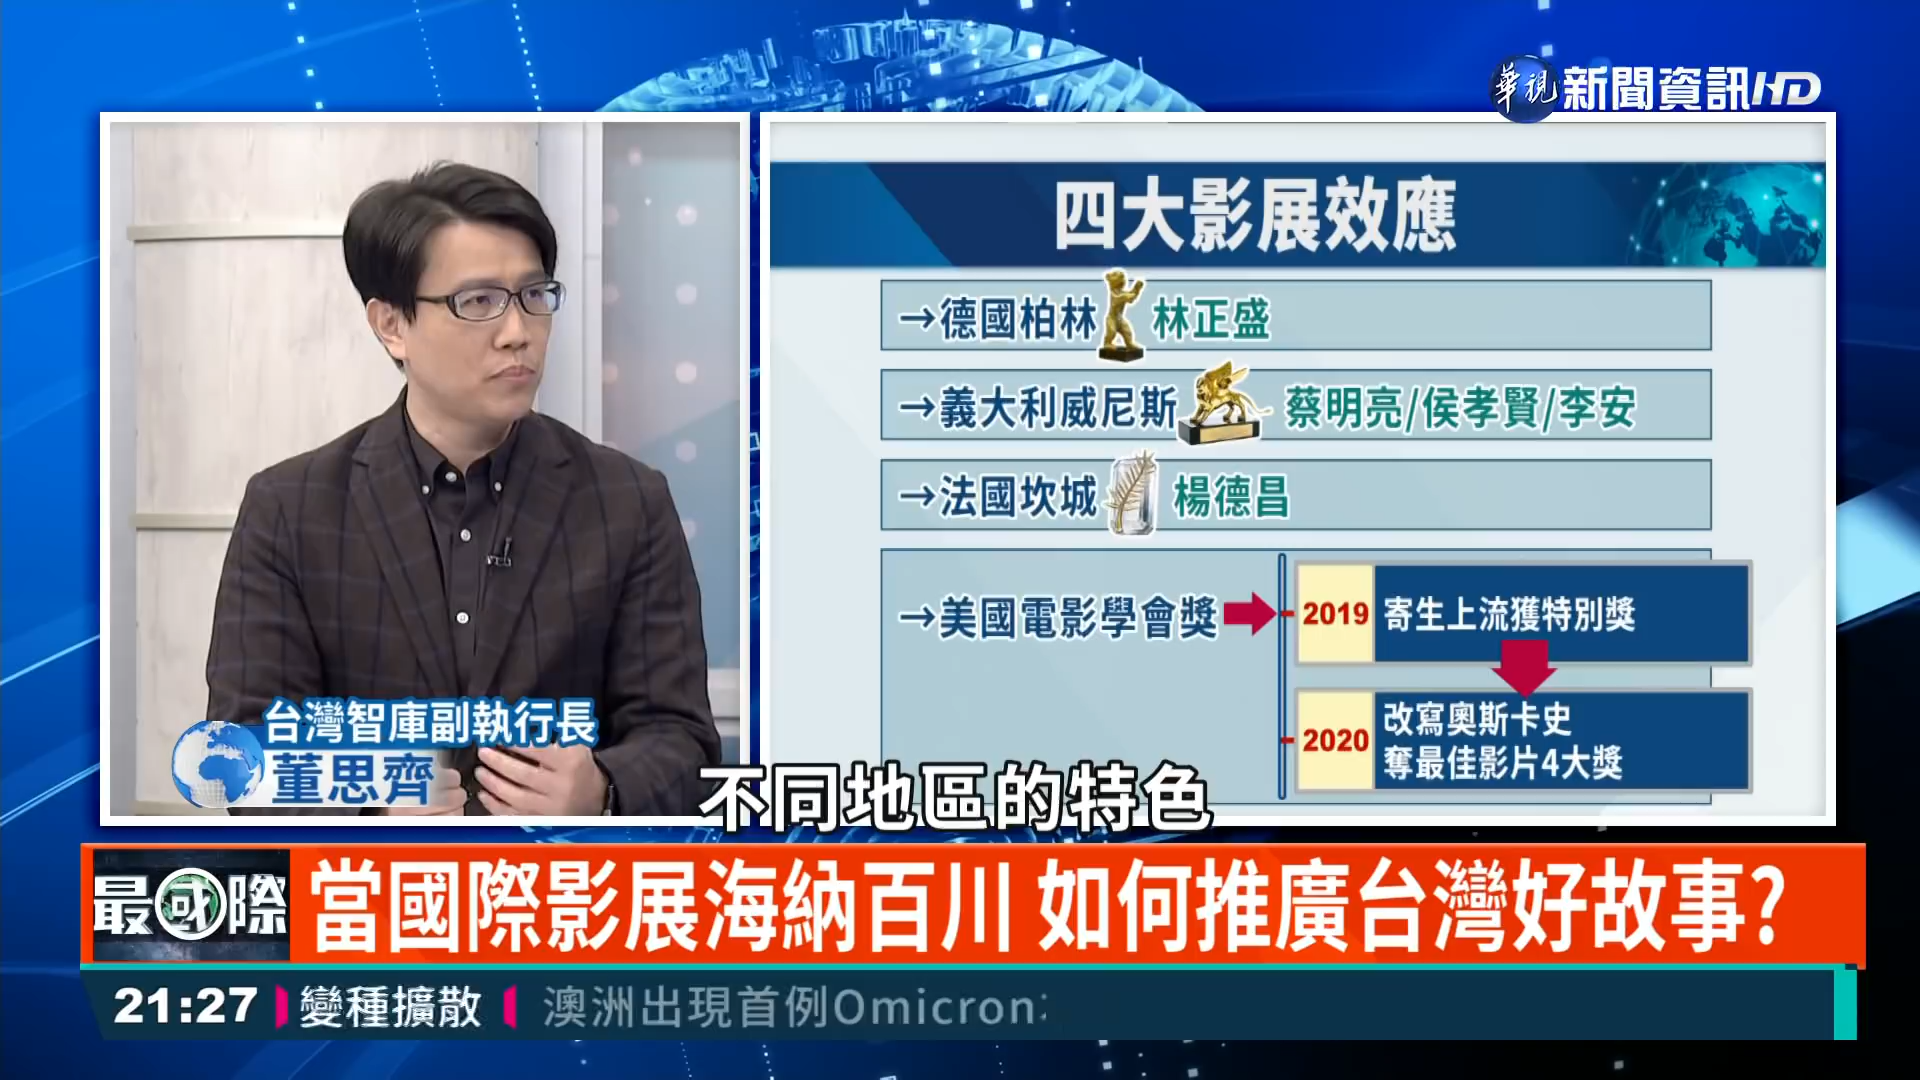 華視 新聞資訊HD
四大影展效應
→德國柏林 林正盛
→義大利威尼斯 蔡明亮/侯孝賢/李安
→法國坎城 楊德昌
→美國電影學會獎
2019 寄生上流獲特別獎
2020 改寫奧斯卡史
奪最佳影片4大獎
台灣智庫副執行長
董思齊
不同地區的特色
最國際 當國際影展海納百川 如何推廣台灣好故事?
21:27 變種擴散 澳洲出現首例Omicron